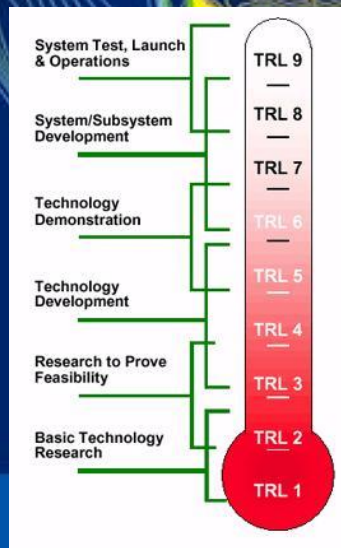 System Test, Launch
& Operations
System/Subsystem
Development
Technology
Demonstration
Technology
Development
Research to Prove
Feasibility
Basic Technology
Research
TRL 9
TRL 8
TRL 7
TRL 6
TRL 5
TRL 4
TRL 3
TRL 2
TRL 1